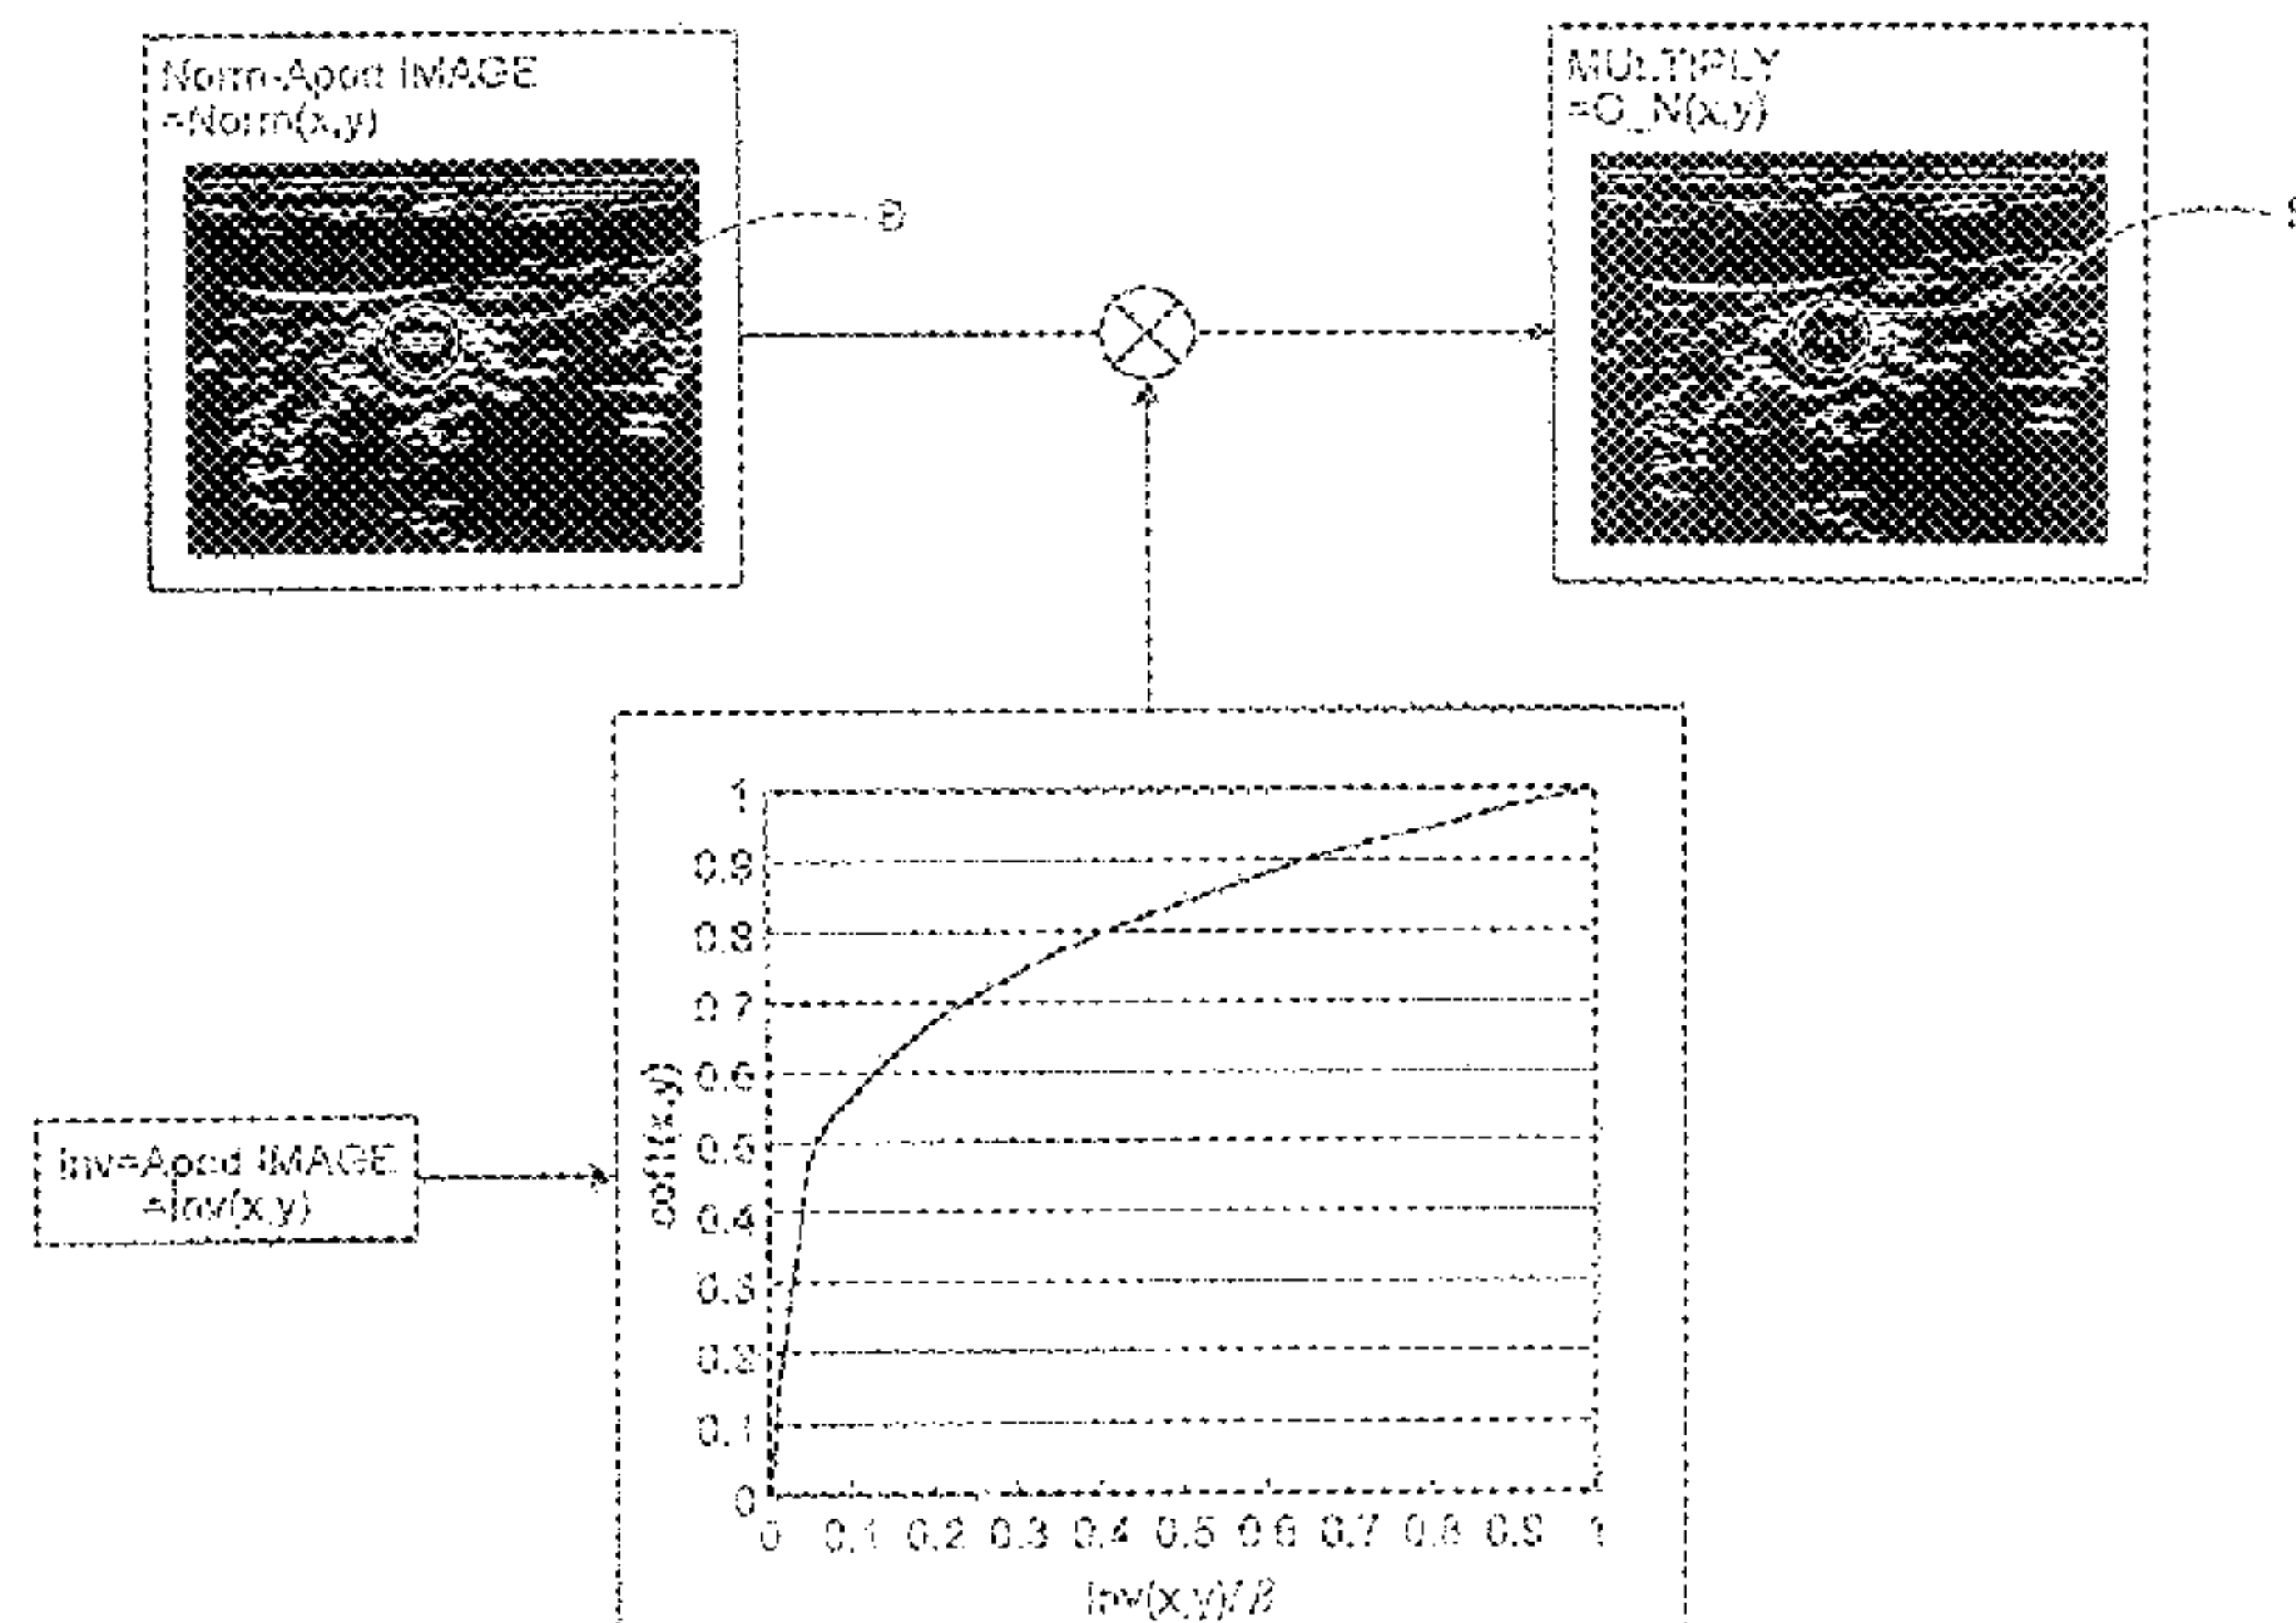 Norm-Apod IMAGE
=Norm(x,y)
MULTIPLY
=O_N(x,y)
Inv=Apod IMAGE
=Inv(x,y)
1
0.9
0.8
0.7
0.6
0.5
0.4
0.3
0.2
0.1
0
0 0.1 0.2 0.3 0.4 0.5 0.6 0.7 0.8 0.9 1
Inv(x,y)/β